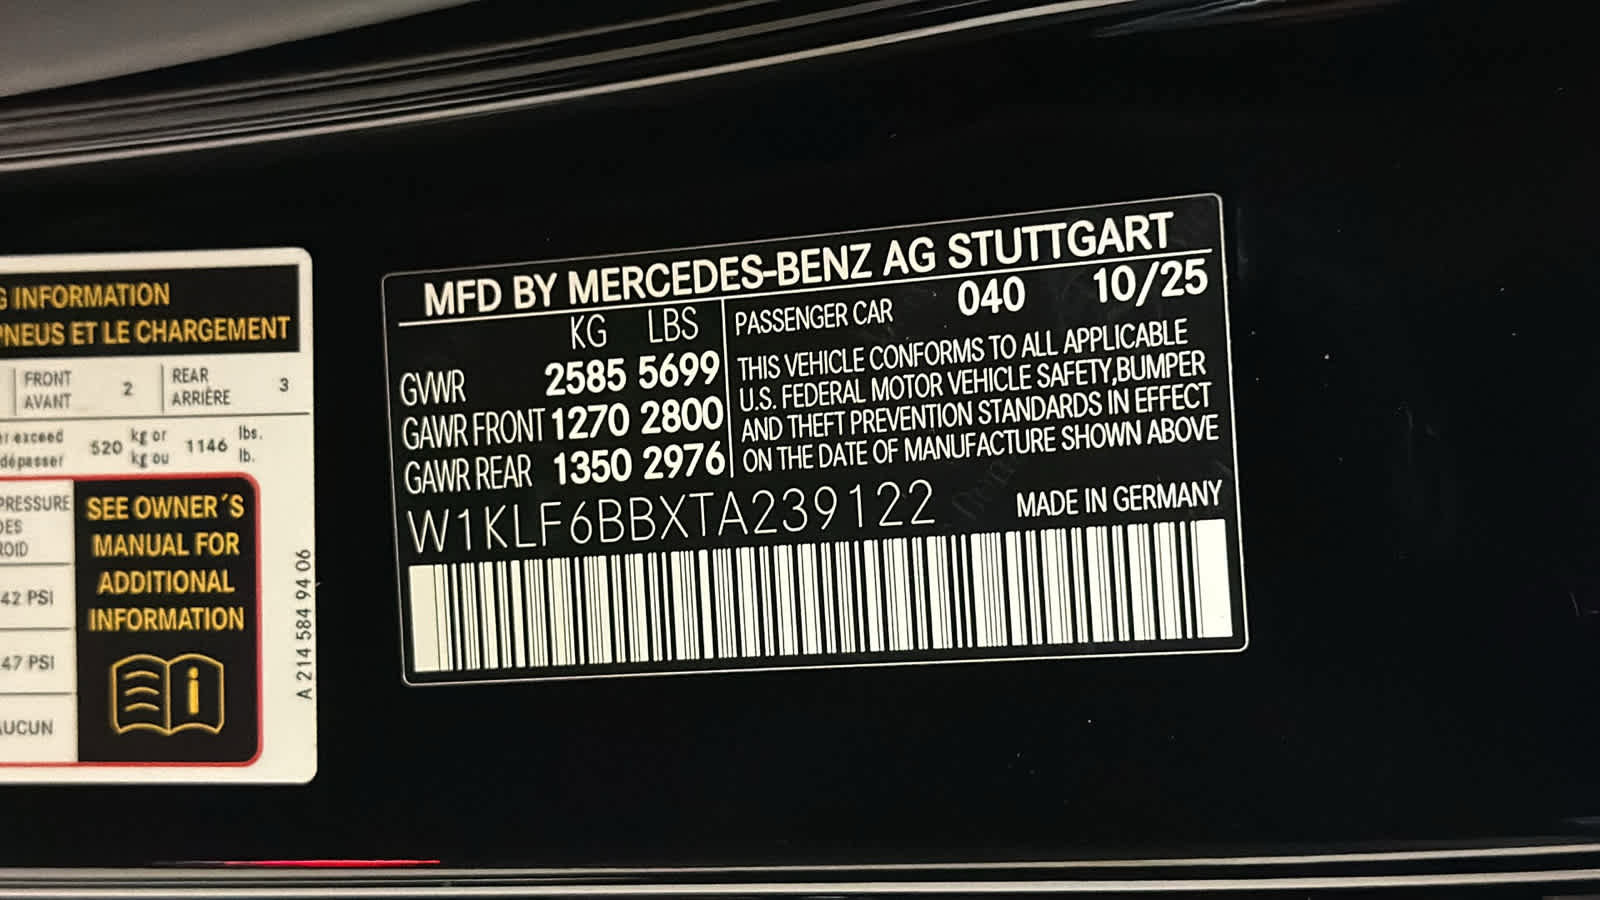 G INFORMATION
PNEUS ET LE CHARGEMENT
FRONT AVANT 2 REAR ARRIÈRE 3
exceed 520 kg or 1146 lbs.
dépasser kg ou lb.
PRESSURE
SEE OWNER´S
MANUAL FOR
ADDITIONAL
INFORMATION
42 PSI
47 PSI
AUCUN
A 214 584 94 06
MFD BY MERCEDES-BENZ AG STUTTGART
KG LBS
GVWR 2585 5699
GAWR FRONT 1270 2800
GAWR REAR 1350 2976
PASSENGER CAR 040 10/25
THIS VEHICLE CONFORMS TO ALL APPLICABLE
U.S. FEDERAL MOTOR VEHICLE SAFETY,BUMPER
AND THEFT PREVENTION STANDARDS IN EFFECT
ON THE DATE OF MANUFACTURE SHOWN ABOVE
W1KLF6BBXTA239122
MADE IN GERMANY